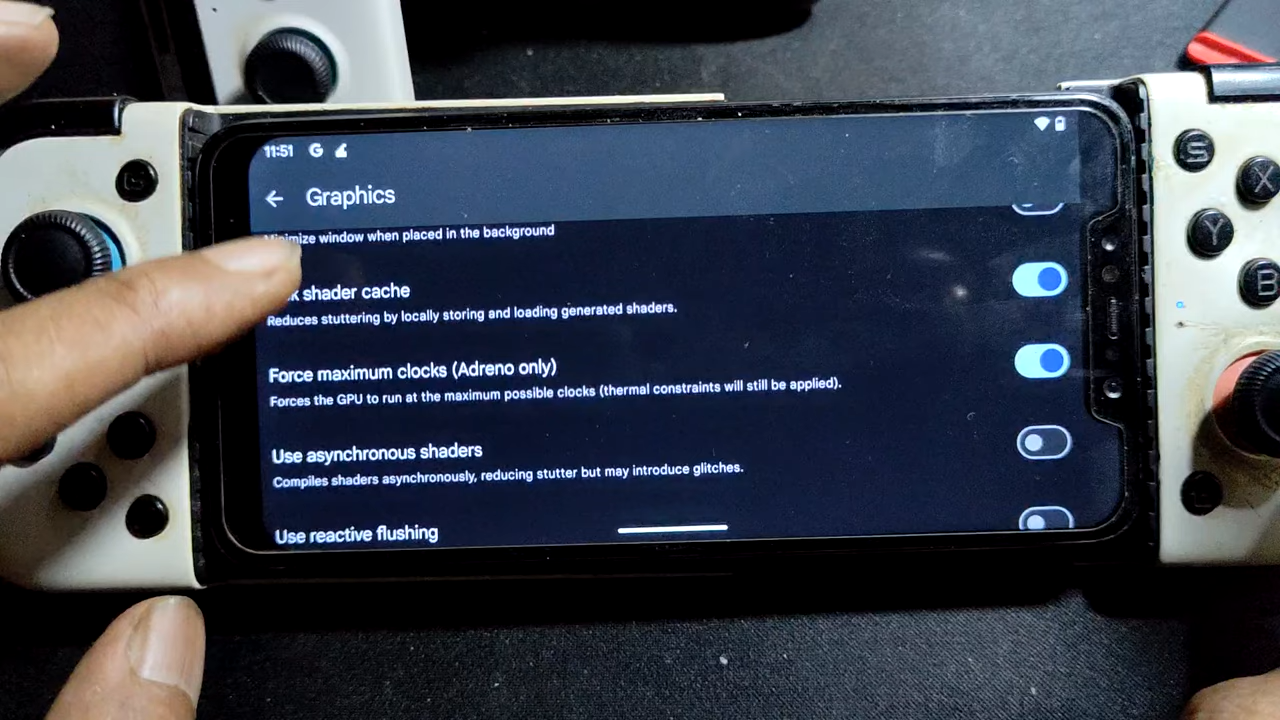 11:51 G
Graphics
Minimize window when placed in the background
shader cache
Reduces stuttering by locally storing and loading generated shaders.
Force maximum clocks (Adreno only)
Forces the GPU to run at the maximum possible clocks (thermal constraints will still be applied).
Use asynchronous shaders
Compiles shaders asynchronously, reducing stutter but may introduce glitches.
Use reactive flushing
S
X
Y
B